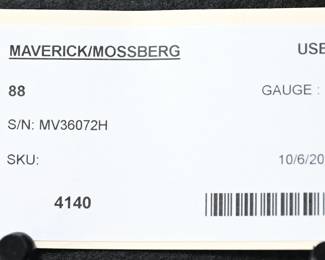 MAVERICK/MOSSBERG USE
88 GAUGE :
S/N: MV36072H
SKU: 10/6/20
4140